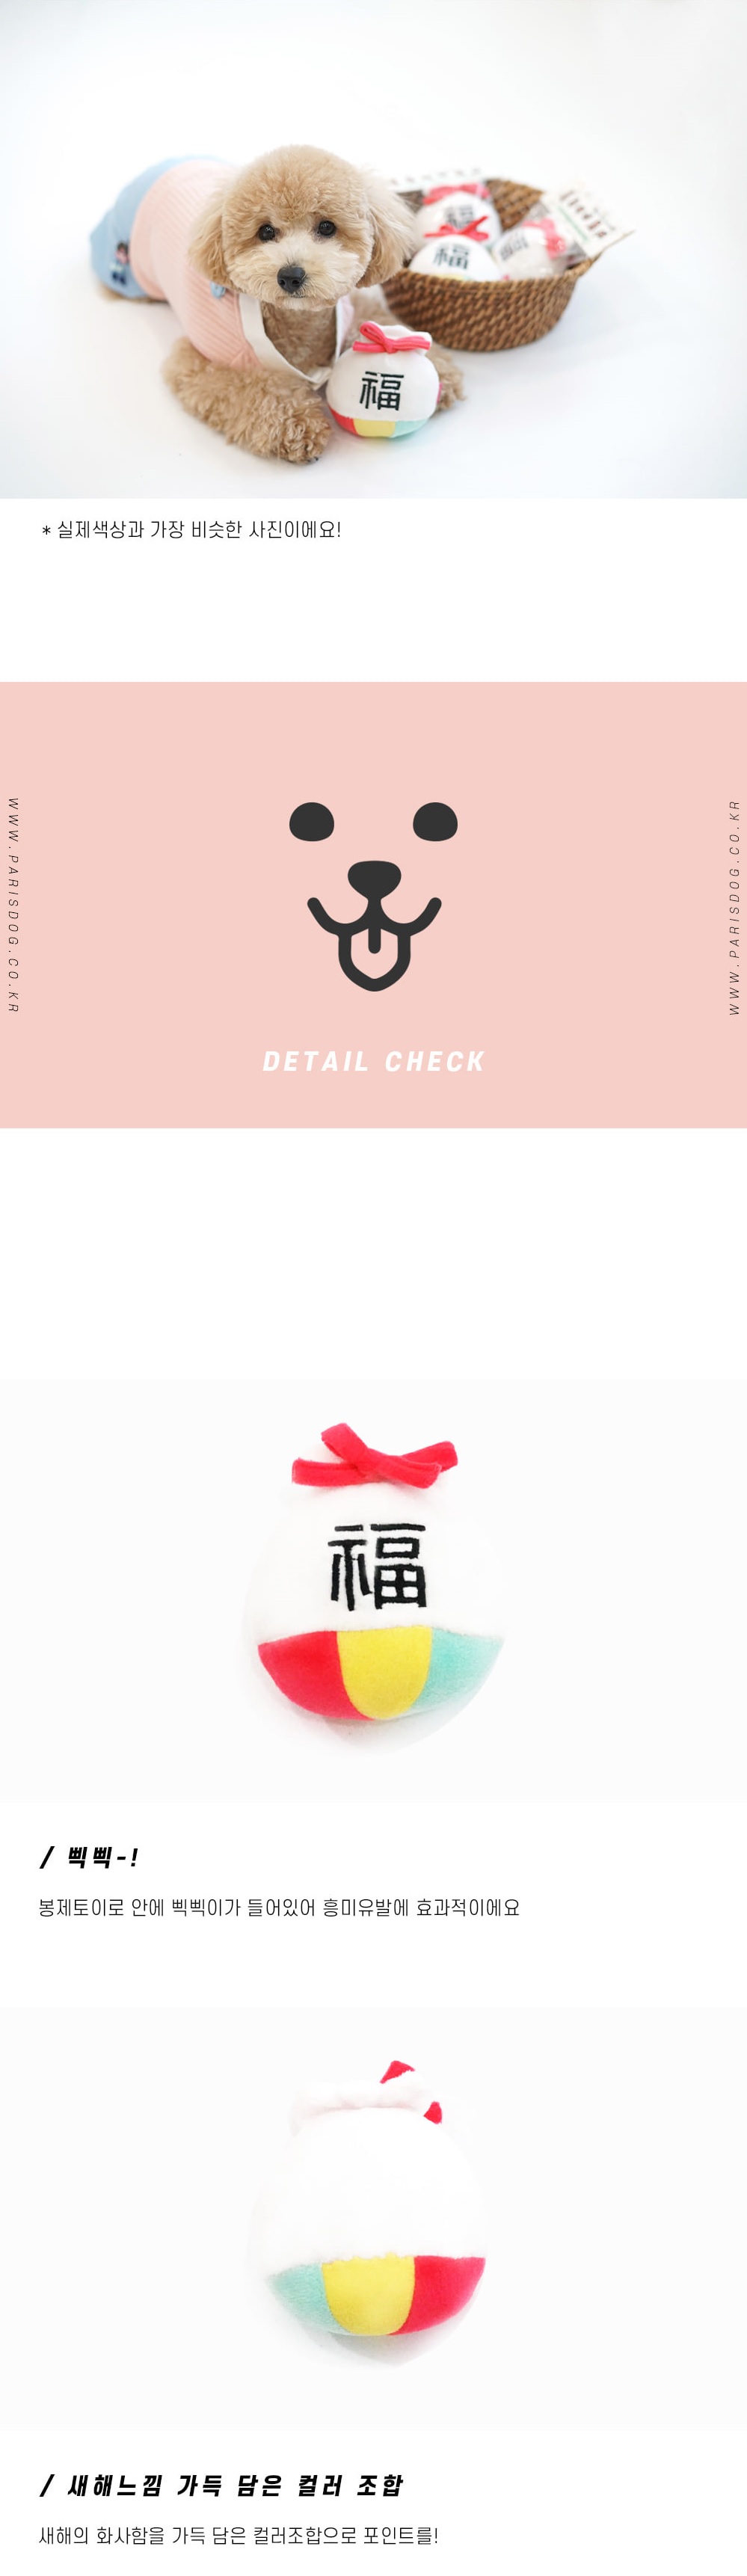 福
福
福
* 실제색상과 가장 비슷한 사진이에요!
WWW.PARISDOG.CO.KR
WWW.PARISDOG.CO.KR
DETAIL CHECK
福
/ 삑삑-!
봉제토이로 안에 삑삑이가 들어있어 흥미유발에 효과적이에요
/ 새해느낌 가득 담은 컬러 조합
새해의 화사함을 가득 담은 컬러조합으로 포인트를!